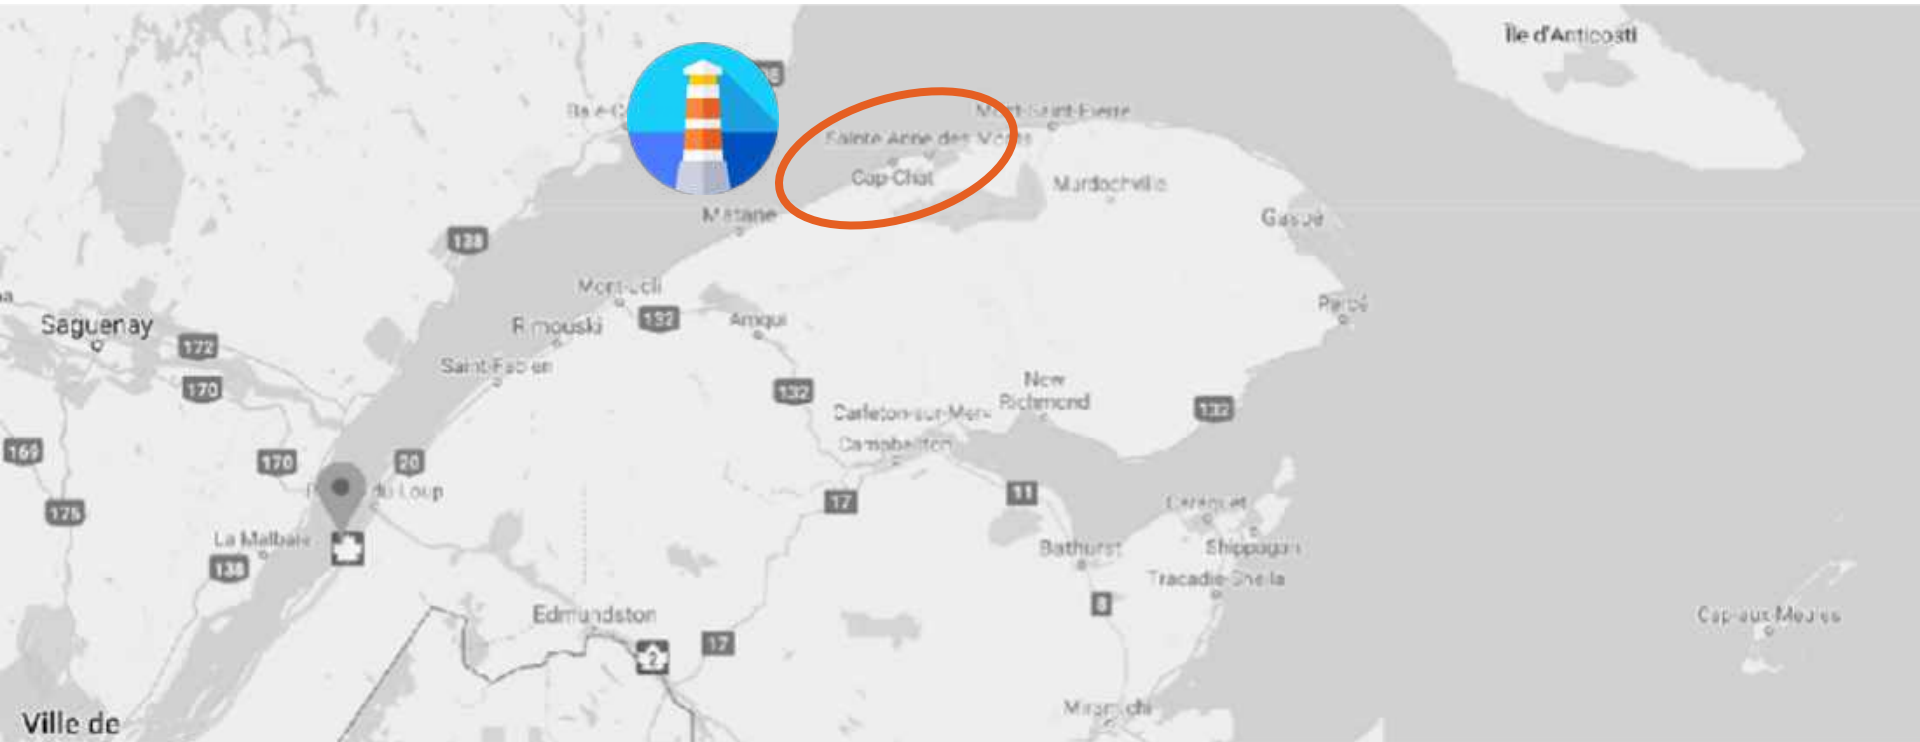 Île d'Anticosti
Mont-Saint-Pierre
Sainte Anne des Monts
Cap-Chat
Murdochville
Matane
Gaspé
138
Mont-Joli
Percé
Saguenay
Rimouski
132
Amqui
172
Saint-Fabien
170
132
New
Richmond
132
Campbellton
169
170
20
du Loup
11
17
175
Caraquet
La Malbaie
Bathurst
Shippagan
138
Tracadie-Sheila
8
Edmundston
Cap-aux-Meules
17
2
Miramichi
Ville de